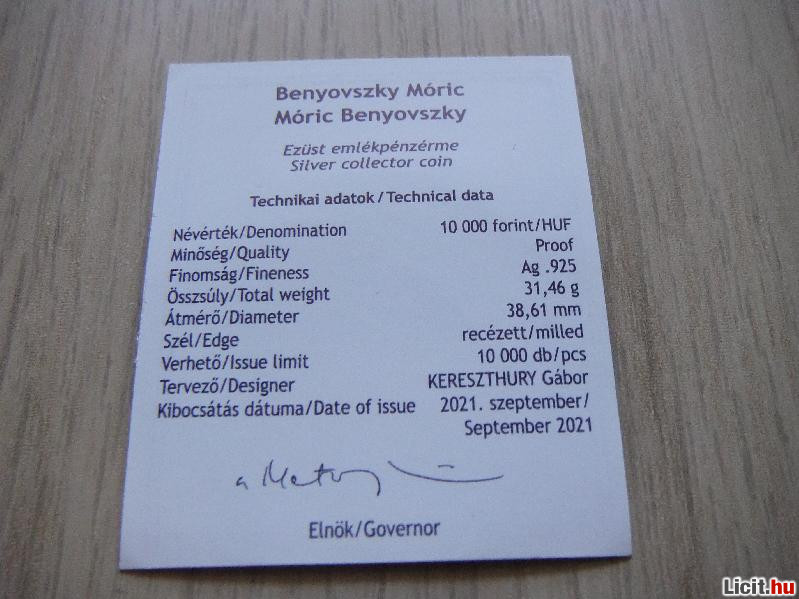 Benyovszky Móric
Móric Benyovszky
Ezüst emlékpénzérme
Silver collector coin
Technikai adatok / Technical data
Névérték/Denomination 10 000 forint/HUF
Minőség/Quality Proof
Finomság/Fineness Ag .925
Összsúly/Total weight 31,46 g
Átmérő/Diameter 38,61 mm
Szél/Edge recézett/milled
Verhető/Issue limit 10 000 db/pcs
Tervező/Designer KERESZTHURY Gábor
Kibocsátás dátuma/Date of issue 2021. szeptember/
September 2021
Elnök/Governor
Licit.hu